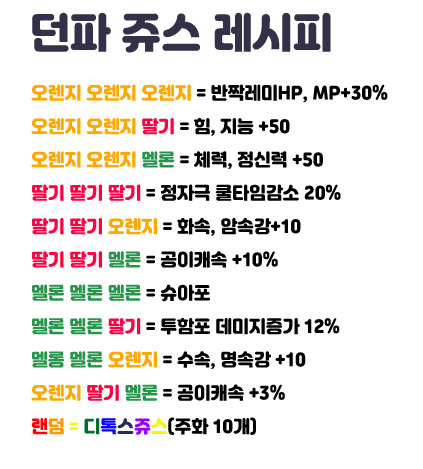 던파 쥬스 레시피
오렌지 오렌지 오렌지 = 반짝레미HP, MP+30%
오렌지 오렌지 딸기 = 힘, 지능 +50
오렌지 오렌지 멜론 = 체력, 정신력 +50
딸기 딸기 딸기 = 정자극 쿨타임감소 20%
딸기 딸기 오렌지 = 화속, 암속강+10
딸기 딸기 멜론 = 공이캐속 +10%
멜론 멜론 멜론 = 슈아포
멜론 멜론 딸기 = 투함포 데미지증가 12%
멜롱 멜론 오렌지 = 수속, 명속강 +10
오렌지 딸기 멜론 = 공이캐속 +3%
랜덤 = 디톡스쥬스(주화 10개)